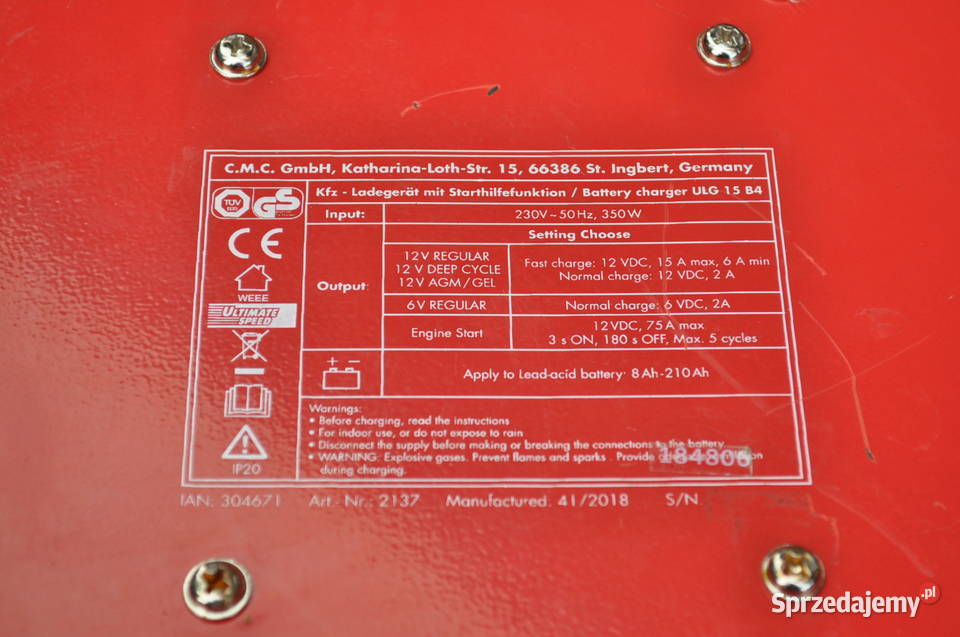 C.M.C. GmbH, Katharina-Loth-Str. 15, 66386 St. Ingbert, Germany
TÜV
GS
Kfz - Ladegerät mit Starthilfefunktion / Battery charger ULG 15 B4
Input:
230V~50Hz, 350W
Setting Choose
Output:
12V REGULAR
12 V DEEP CYCLE
12V AGM/GEL
Fast charge: 12 VDC, 15 A max, 6 A min
Normal charge: 12 VDC, 2 A
6V REGULAR
Normal charge: 6 VDC, 2A
Engine Start
12VDC, 75A max
3 s ON, 180 s OFF, Max. 5 cycles
+ −
Apply to Lead-acid battery: 8Ah-210Ah
CE
WEEE
ULTIMATE
SPEED
IP20
Warnings:
• Before charging, read the instructions
• For indoor use, or do not expose to rain
• Disconnect the supply before making or breaking the connections to the battery.
• WARNING: Explosive gases. Prevent flames and sparks. Provide
during charging.
184806
IAN: 304671 Art.-Nr.: 2137 Manufactured: 41/2018 S/N:
Sprzedajemy.pl